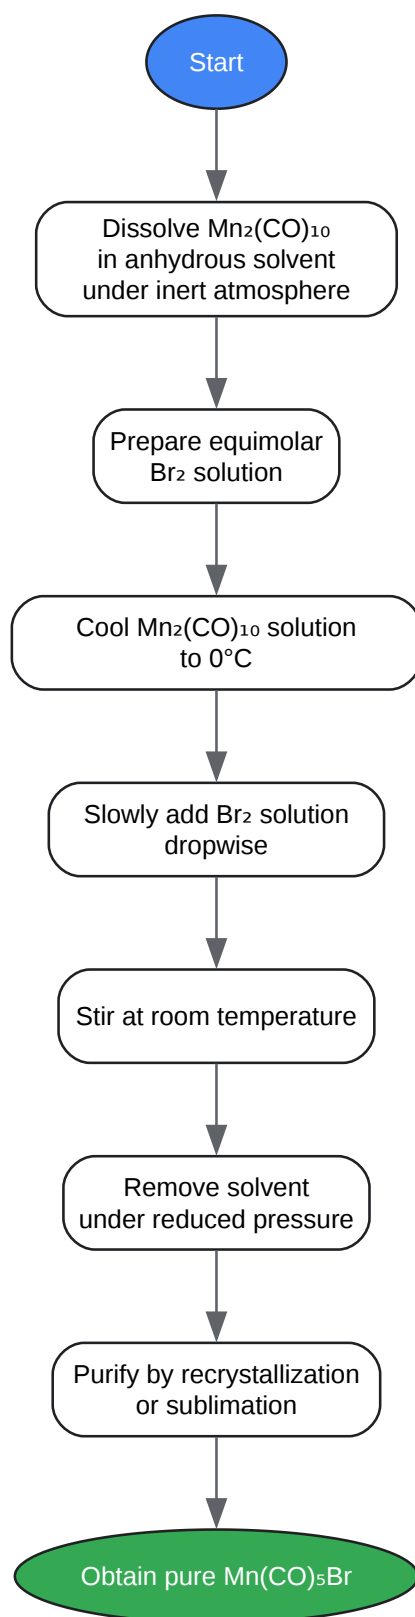 Start
Dissolve Mn₂(CO)₁₀
in anhydrous solvent
under inert atmosphere
Prepare equimolar
Br₂ solution
Cool Mn₂(CO)₁₀ solution
to 0°C
Slowly add Br₂ solution
dropwise
Stir at room temperature
Remove solvent
under reduced pressure
Purify by recrystallization
or sublimation
Obtain pure Mn(CO)₅Br